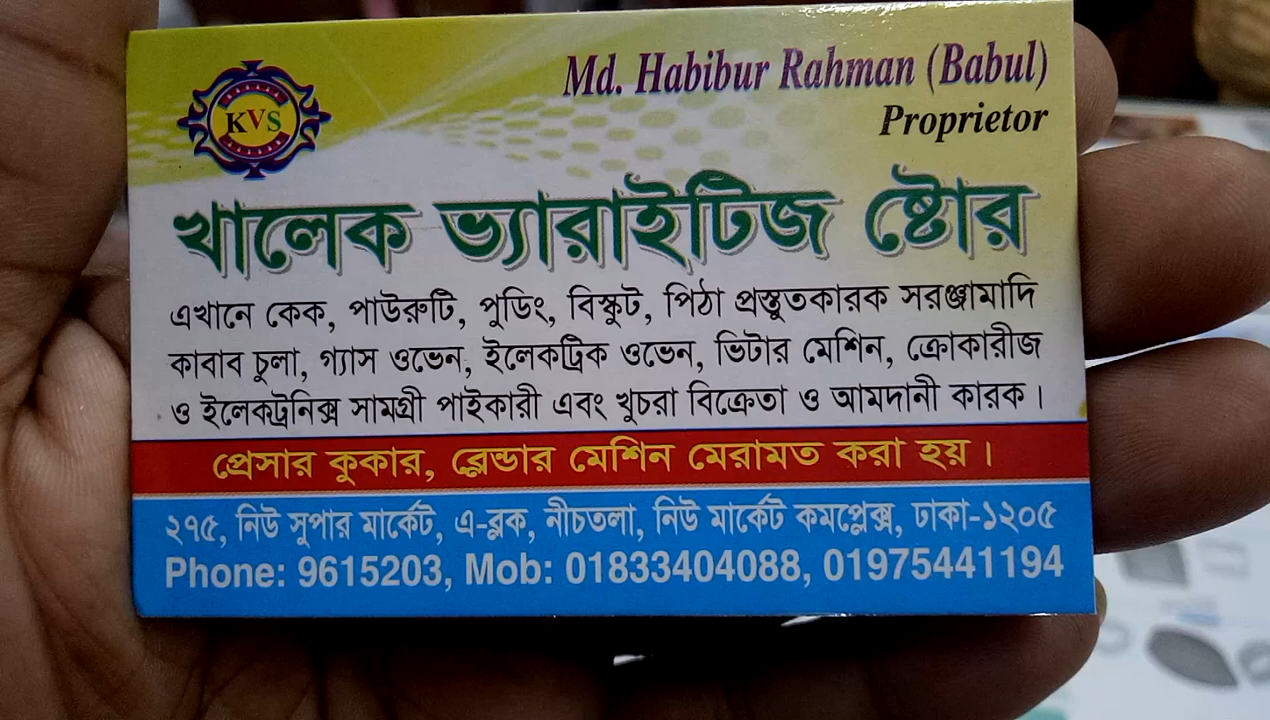 KVS
Md. Habibur Rahman (Babul)
Proprietor
খালেক ভ্যারাইটিজ ষ্টোর
এখানে কেক, পাউরুটি, পুডিং, বিস্কুট, পিঠা প্রস্তুতকারক সরঞ্জামাদি
কাবাব চুলা, গ্যাস ওভেন, ইলেকট্রিক ওভেন, ভিটার মেশিন, ক্রোকারীজ
ও ইলেকট্রনিক্স সামগ্রী পাইকারী এবং খুচরা বিক্রেতা ও আমদানী কারক।
প্রেসার কুকার, ব্লেন্ডার মেশিন মেরামত করা হয়।
২৭৫, নিউ সুপার মার্কেট, এ-ব্লক, নীচতলা, নিউ মার্কেট কমপ্লেক্স, ঢাকা-১২০৫
Phone: 9615203, Mob: 01833404088, 01975441194